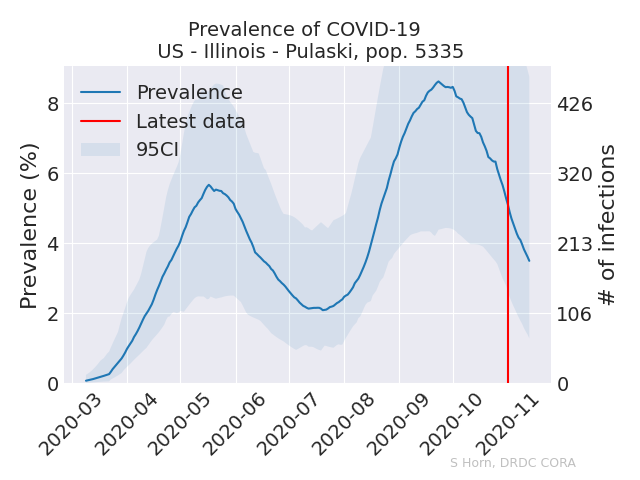 Prevalence of COVID-19
US - Illinois - Pulaski, pop. 5335
Prevalence
Latest data
95CI
Prevalence (%)
8
6
4
2
0
426
320
213
106
0
# of infections
2020-03
2020-04
2020-05
2020-06
2020-07
2020-08
2020-09
2020-10
2020-11
S Horn, DRDC CORA